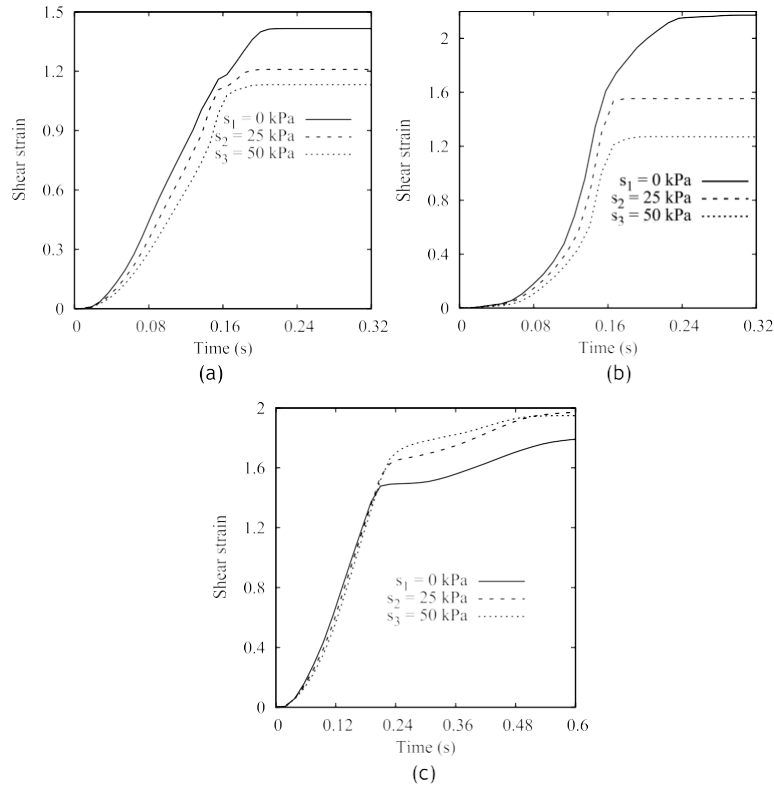 1.5
1.2
0.9
0.6
0.3
0
Shear strain
s1 = 0 kPa
s2 = 25 kPa
s3 = 50 kPa
0 0.08 0.16 0.24 0.32
Time (s)
(a)
2
1.6
1.2
0.8
0.4
0
Shear strain
s1 = 0 kPa
s2 = 25 kPa
s3 = 50 kPa
0 0.08 0.16 0.24 0.32
Time (s)
(b)
2
1.6
1.2
0.8
0.4
0
Shear strain
s1 = 0 kPa
s2 = 25 kPa
s3 = 50 kPa
0 0.12 0.24 0.36 0.48 0.6
Time (s)
(c)